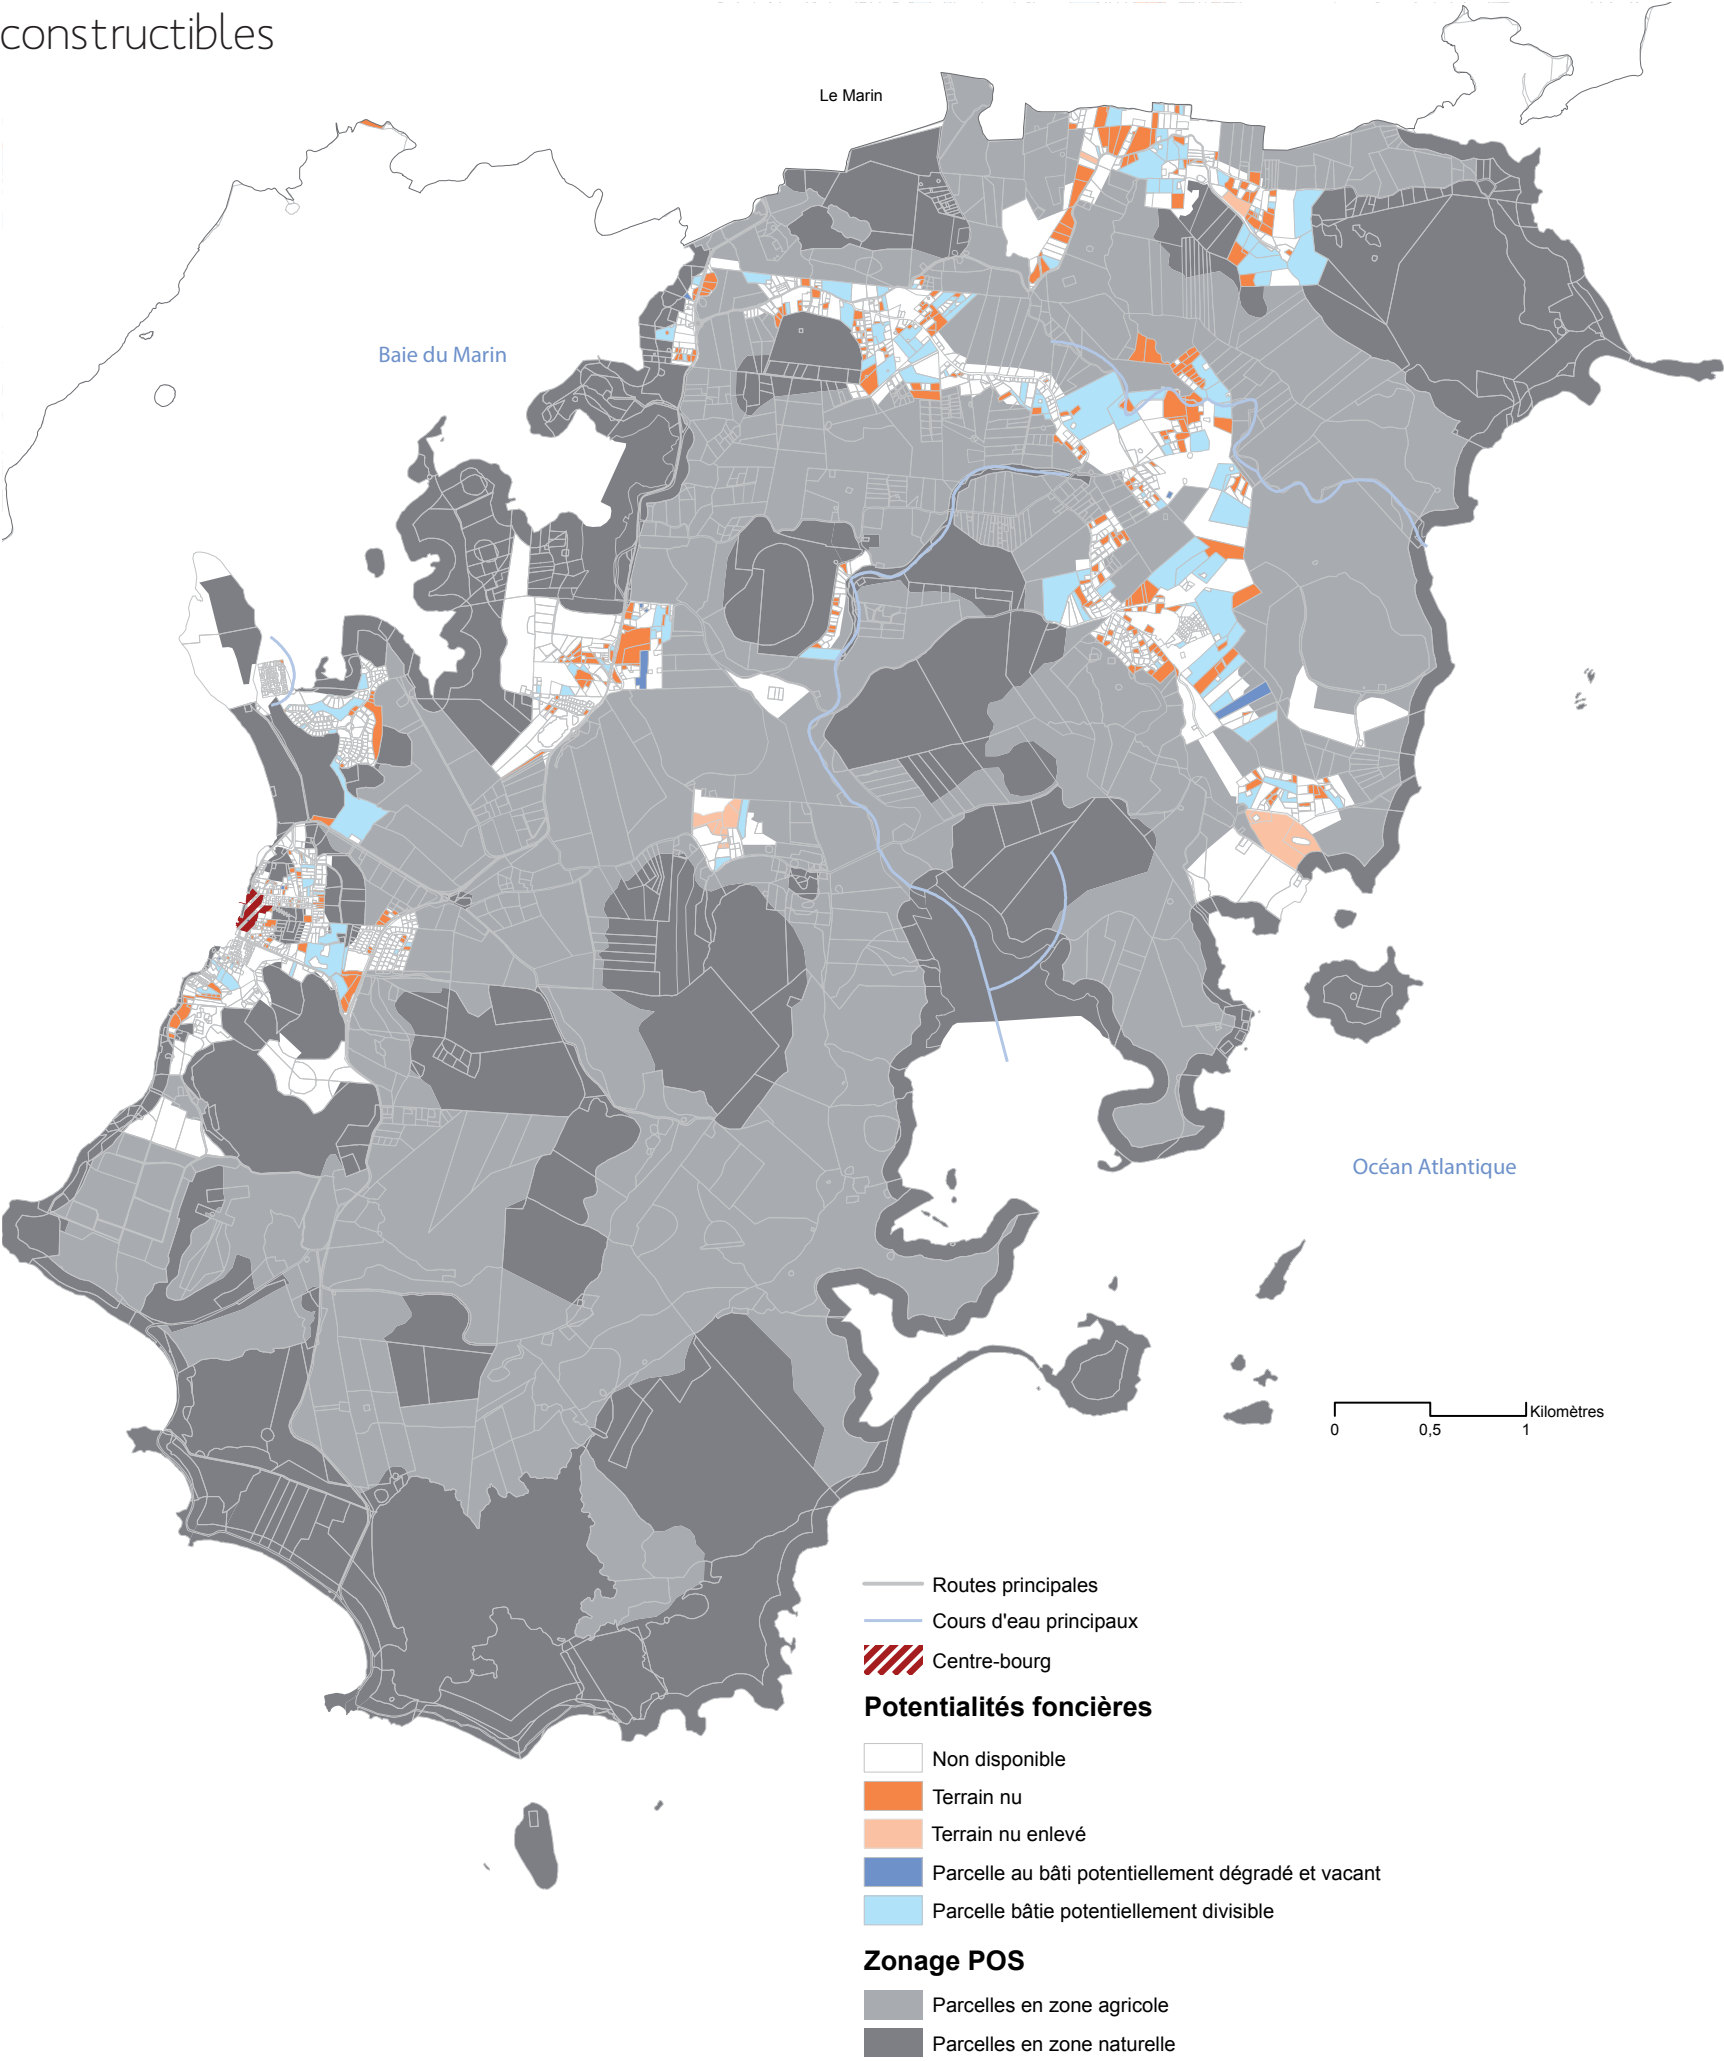 constructibles
Le Marin
Baie du Marin
Océan Atlantique
Kilomètres
0 0,5 1
Routes principales
Cours d'eau principaux
Centre-bourg
Potentialités foncières
Non disponible
Terrain nu
Terrain nu enlevé
Parcelle au bâti potentiellement dégradé et vacant
Parcelle bâtie potentiellement divisible
Zonage POS
Parcelles en zone agricole
Parcelles en zone naturelle